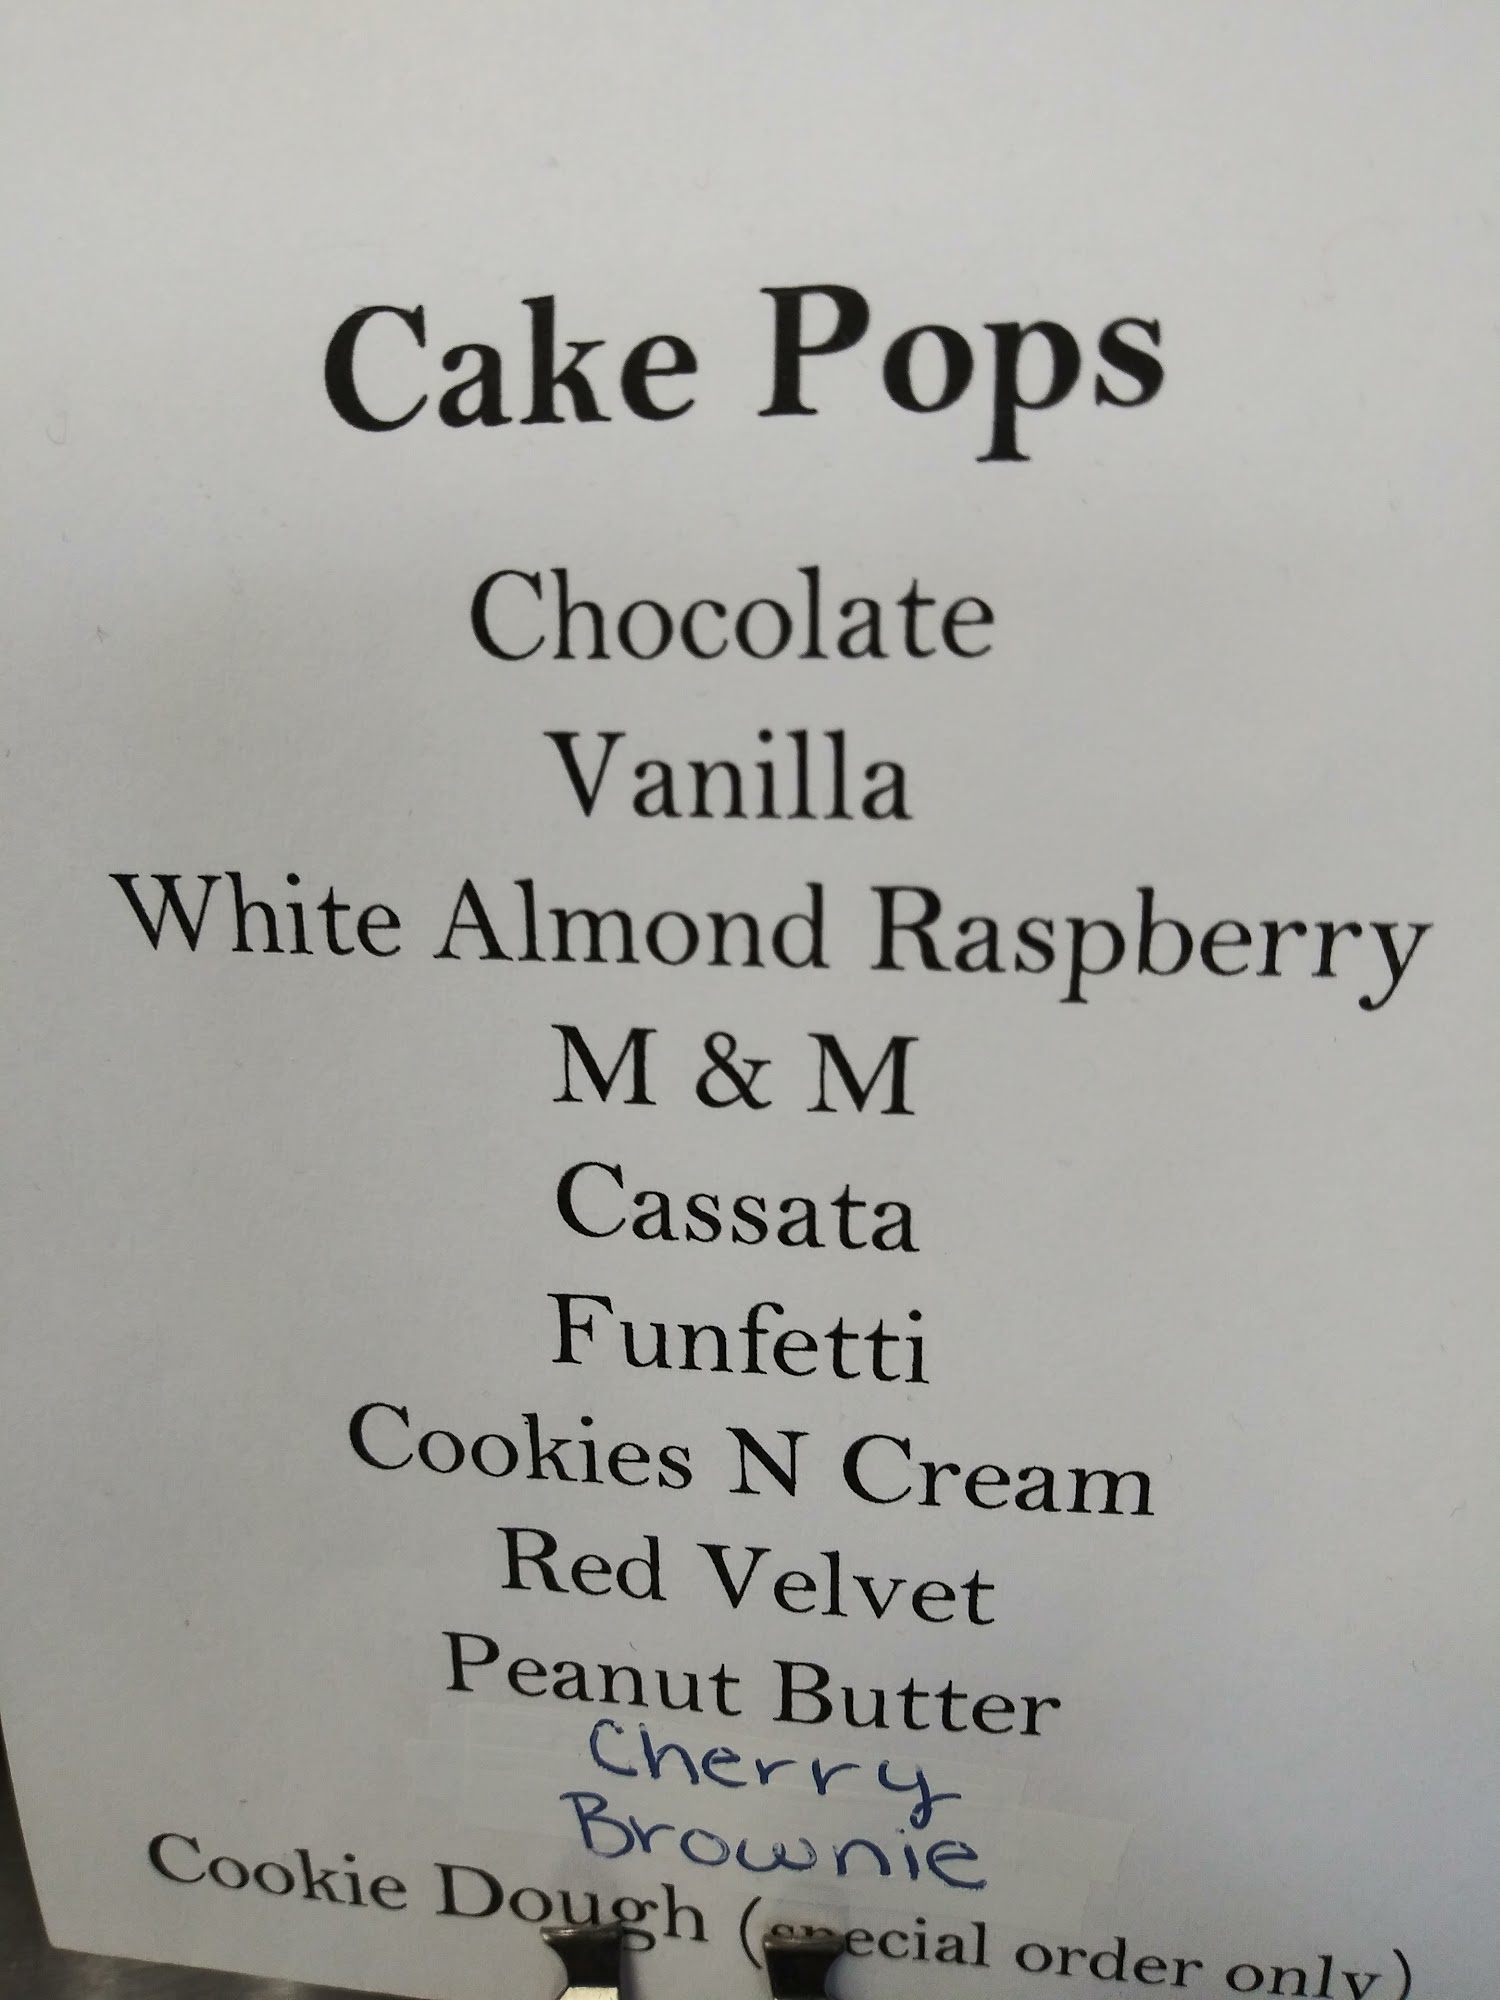 Cake Pops
Chocolate
Vanilla
White Almond Raspberry
M & M
Cassata
Funfetti
Cookies N Cream
Red Velvet
Peanut Butter
Cherry
Brownie
Cookie Dough (special order only)